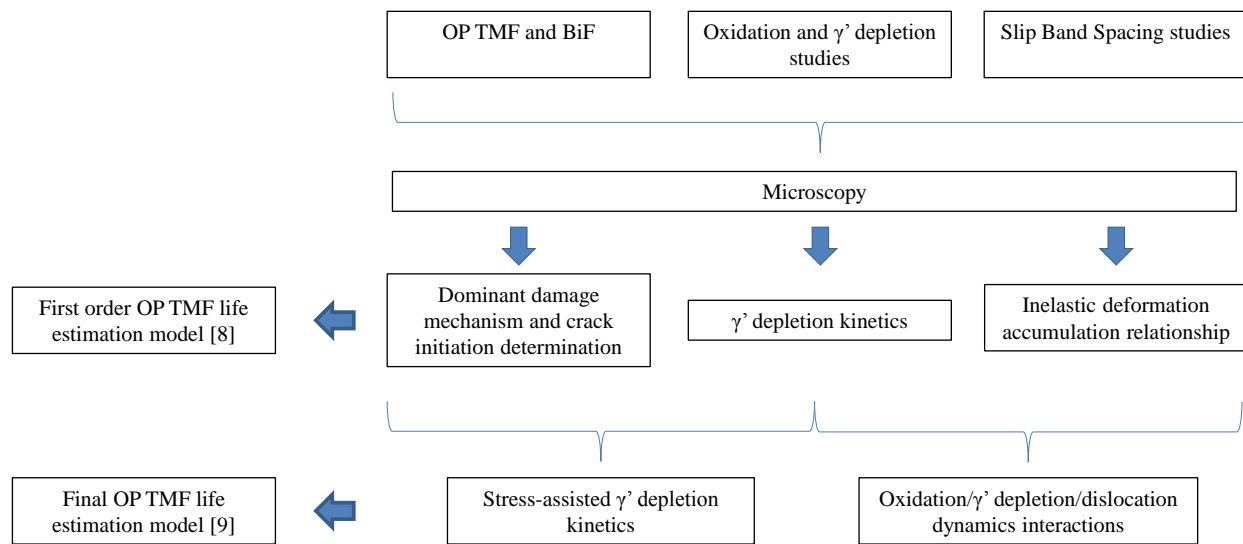 OP TMF and BiF
Oxidation and γ’ depletion
studies
Slip Band Spacing studies
Microscopy
First order OP TMF life
estimation model [8]
Dominant damage
mechanism and crack
initiation determination
γ’ depletion kinetics
Inelastic deformation
accumulation relationship
Final OP TMF life
estimation model [9]
Stress-assisted γ’ depletion
kinetics
Oxidation/γ’ depletion/dislocation
dynamics interactions